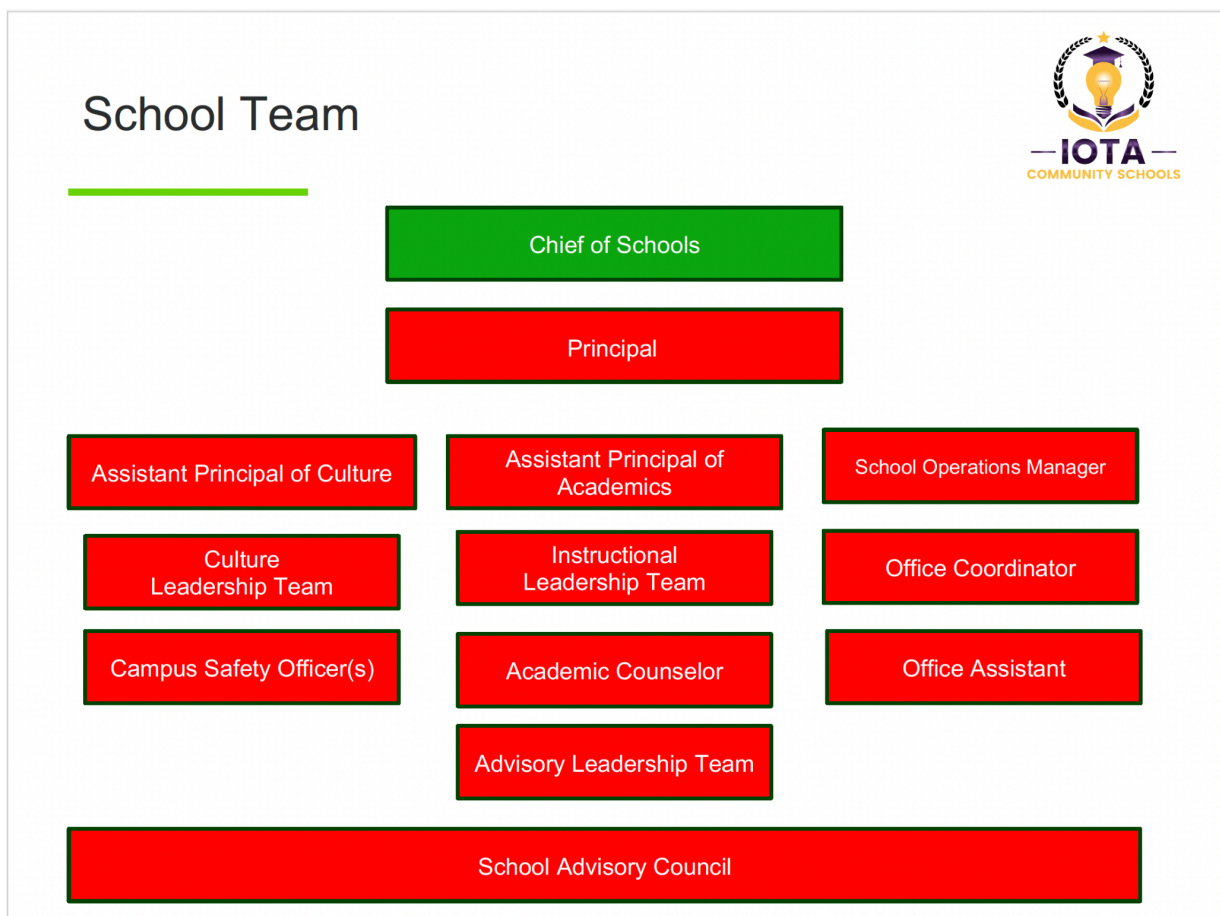 School Team
IOTA
COMMUNITY SCHOOLS
Chief of Schools
Principal
Assistant Principal of Culture
Assistant Principal of
Academics
School Operations Manager
Culture
Leadership Team
Instructional
Leadership Team
Office Coordinator
Campus Safety Officer(s)
Academic Counselor
Office Assistant
Advisory Leadership Team
School Advisory Council